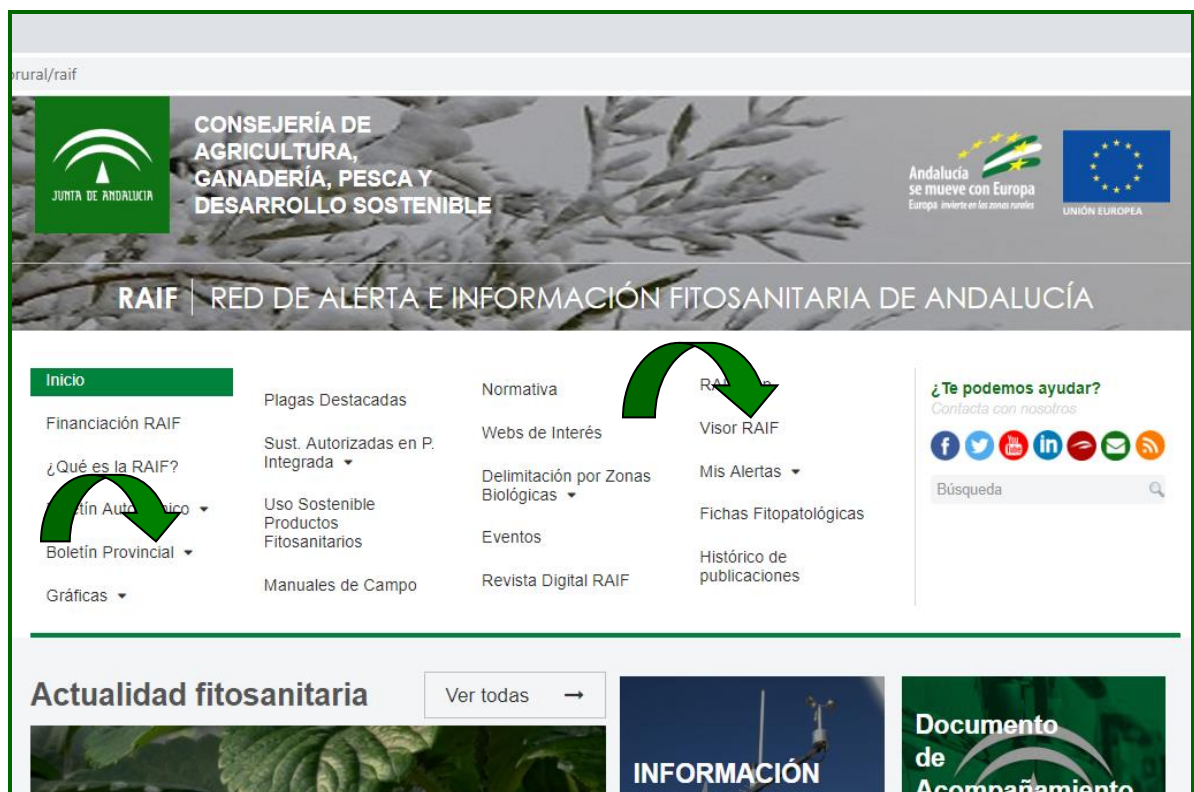 orural/raif
JUNTA DE ANDALUCIA
CONSEJERÍA DE
AGRICULTURA,
GANADERÍA, PESCA Y
DESARROLLO SOSTENIBLE
Andalucía
se mueve con Europa
Europa invierte en las zonas rurales
UNIÓN EUROPEA
RAIF | RED DE ALERTA E INFORMACIÓN FITOSANITARIA DE ANDALUCÍA
Inicio
Financiación RAIF
¿Qué es la RAIF?
Boletín Provincial
Gráficas
Plagas Destacadas
Sust. Autorizadas en P.
Integrada
Uso Sostenible
Productos
Fitosanitarios
Manuales de Campo
Normativa
Webs de Interés
Delimitación por Zonas
Biológicas
Eventos
Revista Digital RAIF
Visor RAIF
Mis Alertas
Fichas Fitopatológicas
Histórico de
publicaciones
¿Te podemos ayudar?
Contacta con nosotros
You
Tube
Búsqueda
Actualidad fitosanitaria
Ver todas →
INFORMACIÓN
Documento
de
Acompañamiento